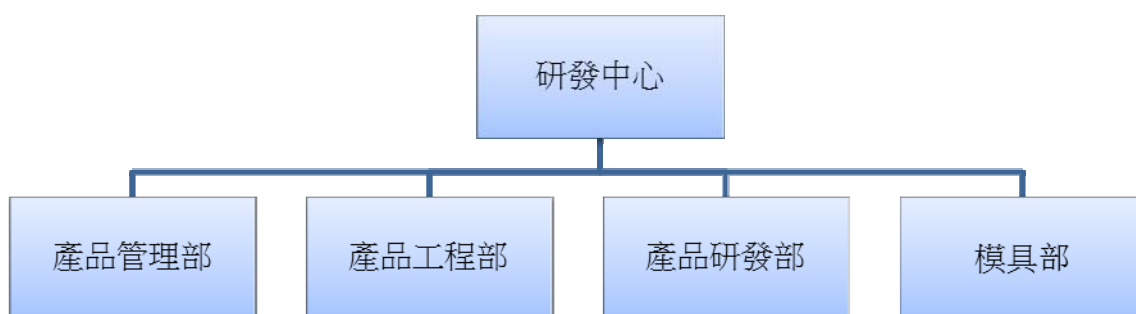 研發中心
產品管理部
產品工程部
產品研發部
模具部